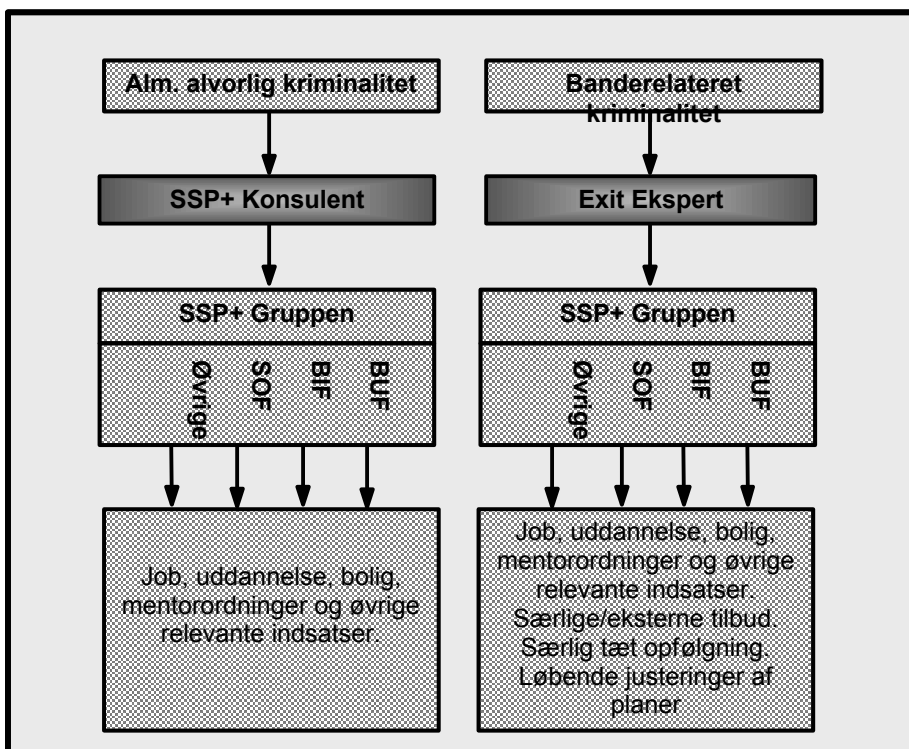 Alm. alvorlig kriminalitet
SSP+ Konsulent
SSP+ Gruppen
Øvrige
SOF
BIF
BUF
Job, uddannelse, bolig,
mentorordninger og øvrige
relevante indsatser.
Banderelateret
kriminalitet
Exit Ekspert
SSP+ Gruppen
Øvrige
SOF
BIF
BUF
Job, uddannelse, bolig,
mentorordninger og øvrige
relevante indsatser.
Særlige/eksterne tilbud.
Særlig tæt opfølgning.
Løbende justeringer af
planer